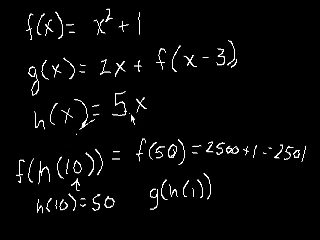 f(x) = x² + 1
g(x) = 2x + f(x - 3)
h(x) = 5x
f(h(10)) = f(50) = 2500 + 1 = 2501
h(10) = 50 g(h(1))